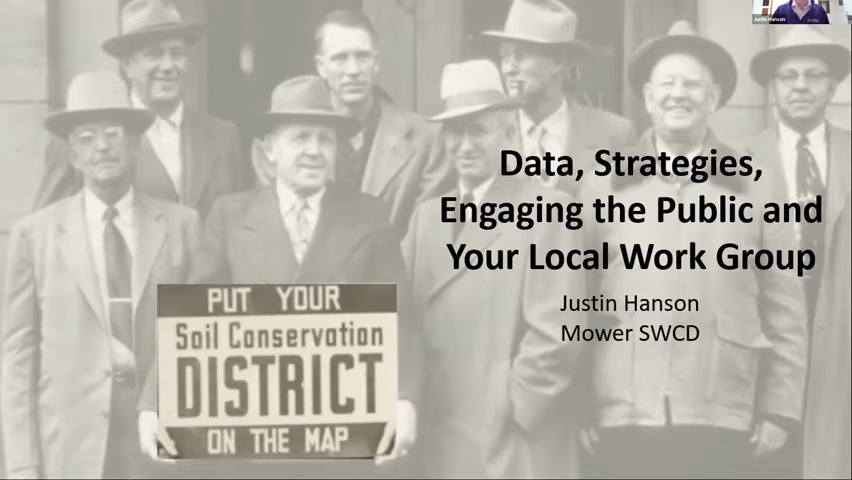 Justin Hanson
Data, Strategies,
Engaging the Public and
Your Local Work Group
Justin Hanson
Mower SWCD
PUT YOUR
Soil Conservation
DISTRICT
ON THE MAP